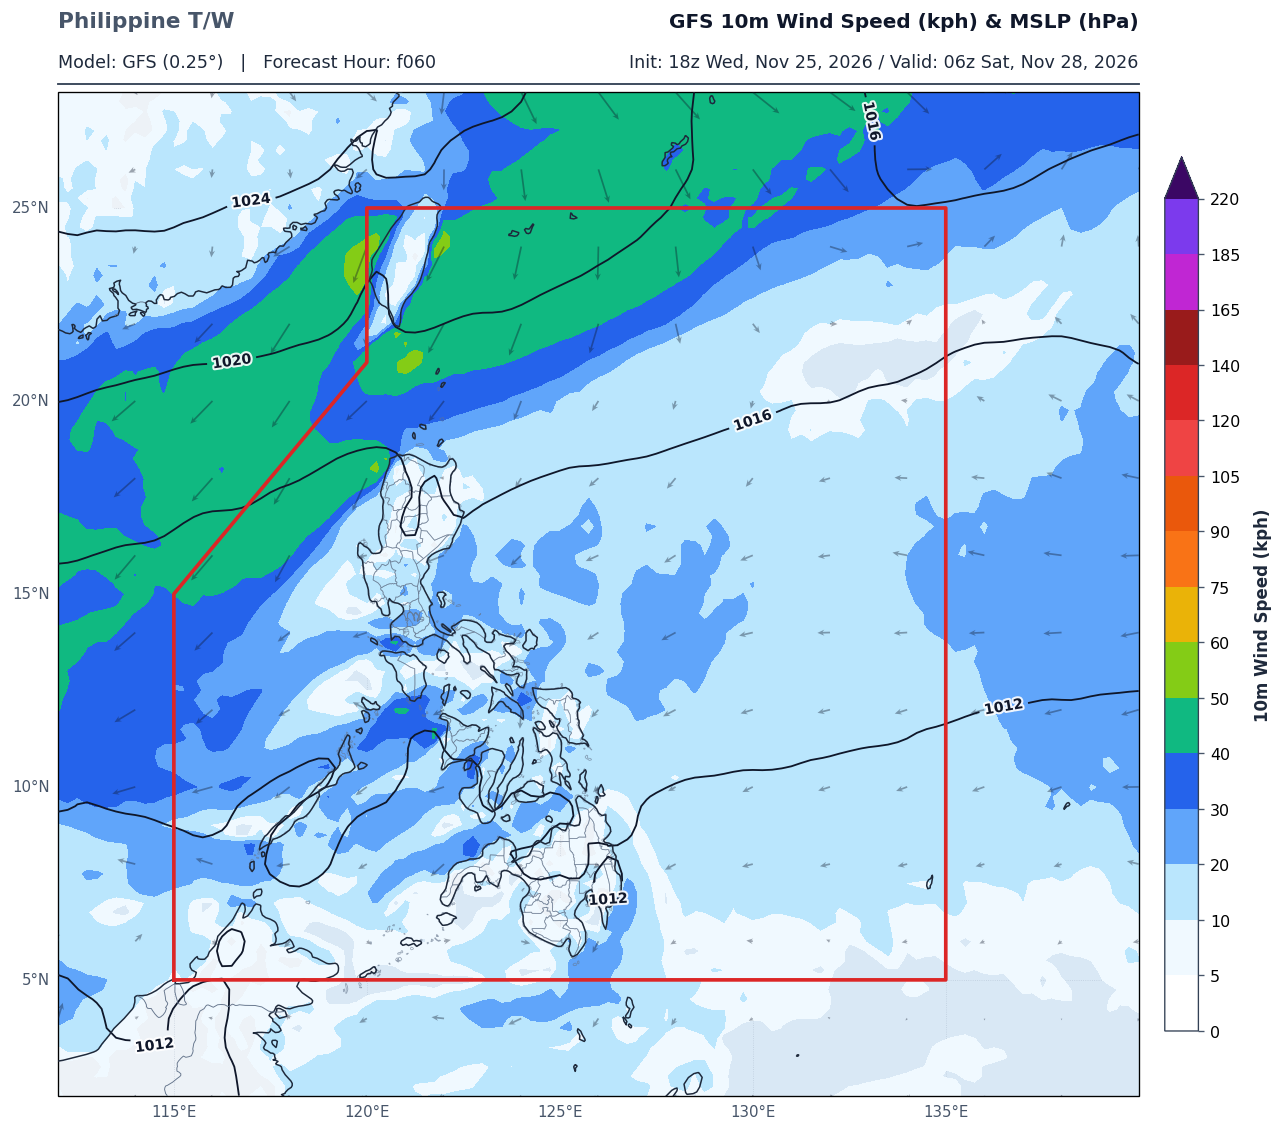 Philippine T/W
GFS 10m Wind Speed (kph) & MSLP (hPa)
Model: GFS (0.25°)   |   Forecast Hour: f060
Init: 18z Wed, Nov 25, 2026 / Valid: 06z Sat, Nov 28, 2026
1016
1024
1020
1016
1012
1012
1012
25°N
20°N
15°N
10°N
5°N
115°E
120°E
125°E
130°E
135°E
220
185
165
140
120
105
90
75
60
50
40
30
20
10
5
0
10m Wind Speed (kph)